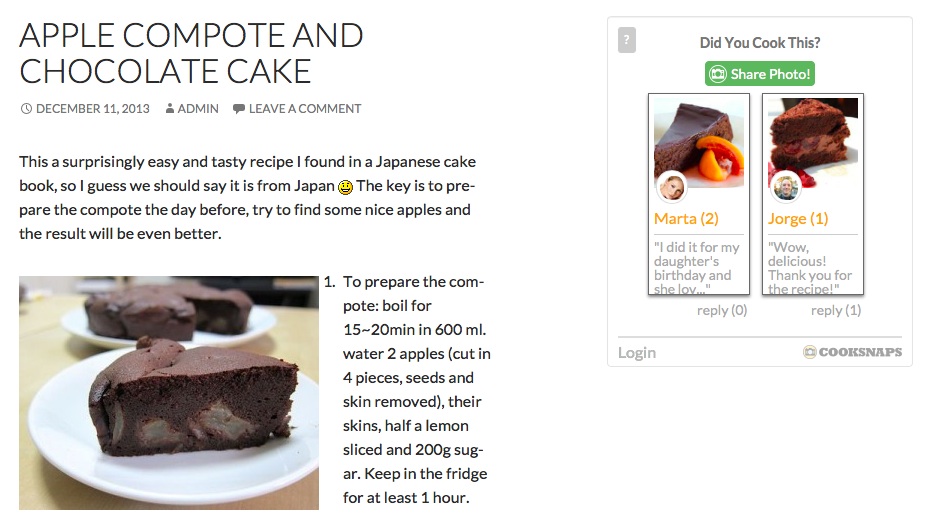 APPLE COMPOTE AND
CHOCOLATE CAKE
DECEMBER 11, 2013 ADMIN LEAVE A COMMENT
This a surprisingly easy and tasty recipe I found in a Japanese cake
book, so I guess we should say it is from Japan The key is to pre-
pare the compote the day before, try to find some nice apples and
the result will be even better.
1. To prepare the com-
pote: boil for
15~20min in 600 ml.
water 2 apples (cut in
4 pieces, seeds and
skin removed), their
skins, half a lemon
sliced and 200g sug-
ar. Keep in the fridge
for at least 1 hour.
?
Did You Cook This?
Share Photo!
Marta (2)
"I did it for my
daughter's
birthday and
she lov..."
reply (0)
Jorge (1)
"Wow,
delicious!
Thank you for
the recipe!"
reply (1)
Login
COOKSNAPS